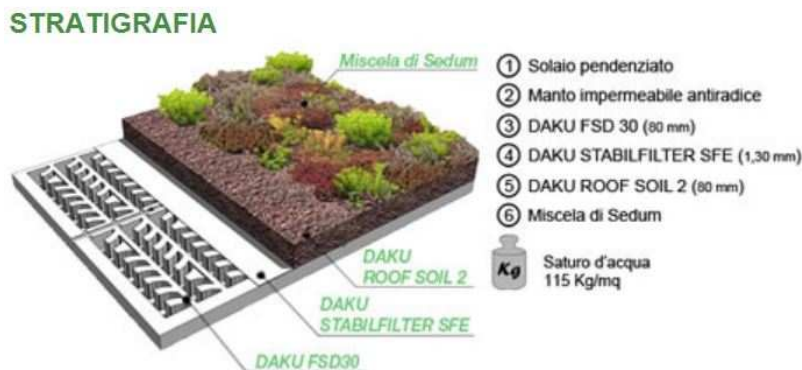 STRATIGRAFIA
Miscela di Sedum
DAKU
ROOF SOIL 2
DAKU
STABILFILTER SFE
DAKU FSD30
1 Solaio pendenziato
2 Manto impermeabile antiradice
3 DAKU FSD 30 (80 mm)
4 DAKU STABILFILTER SFE (1,30 mm)
5 DAKU ROOF SOIL 2 (80 mm)
6 Miscela di Sedum
Kg
Saturo d'acqua
115 Kg/mq